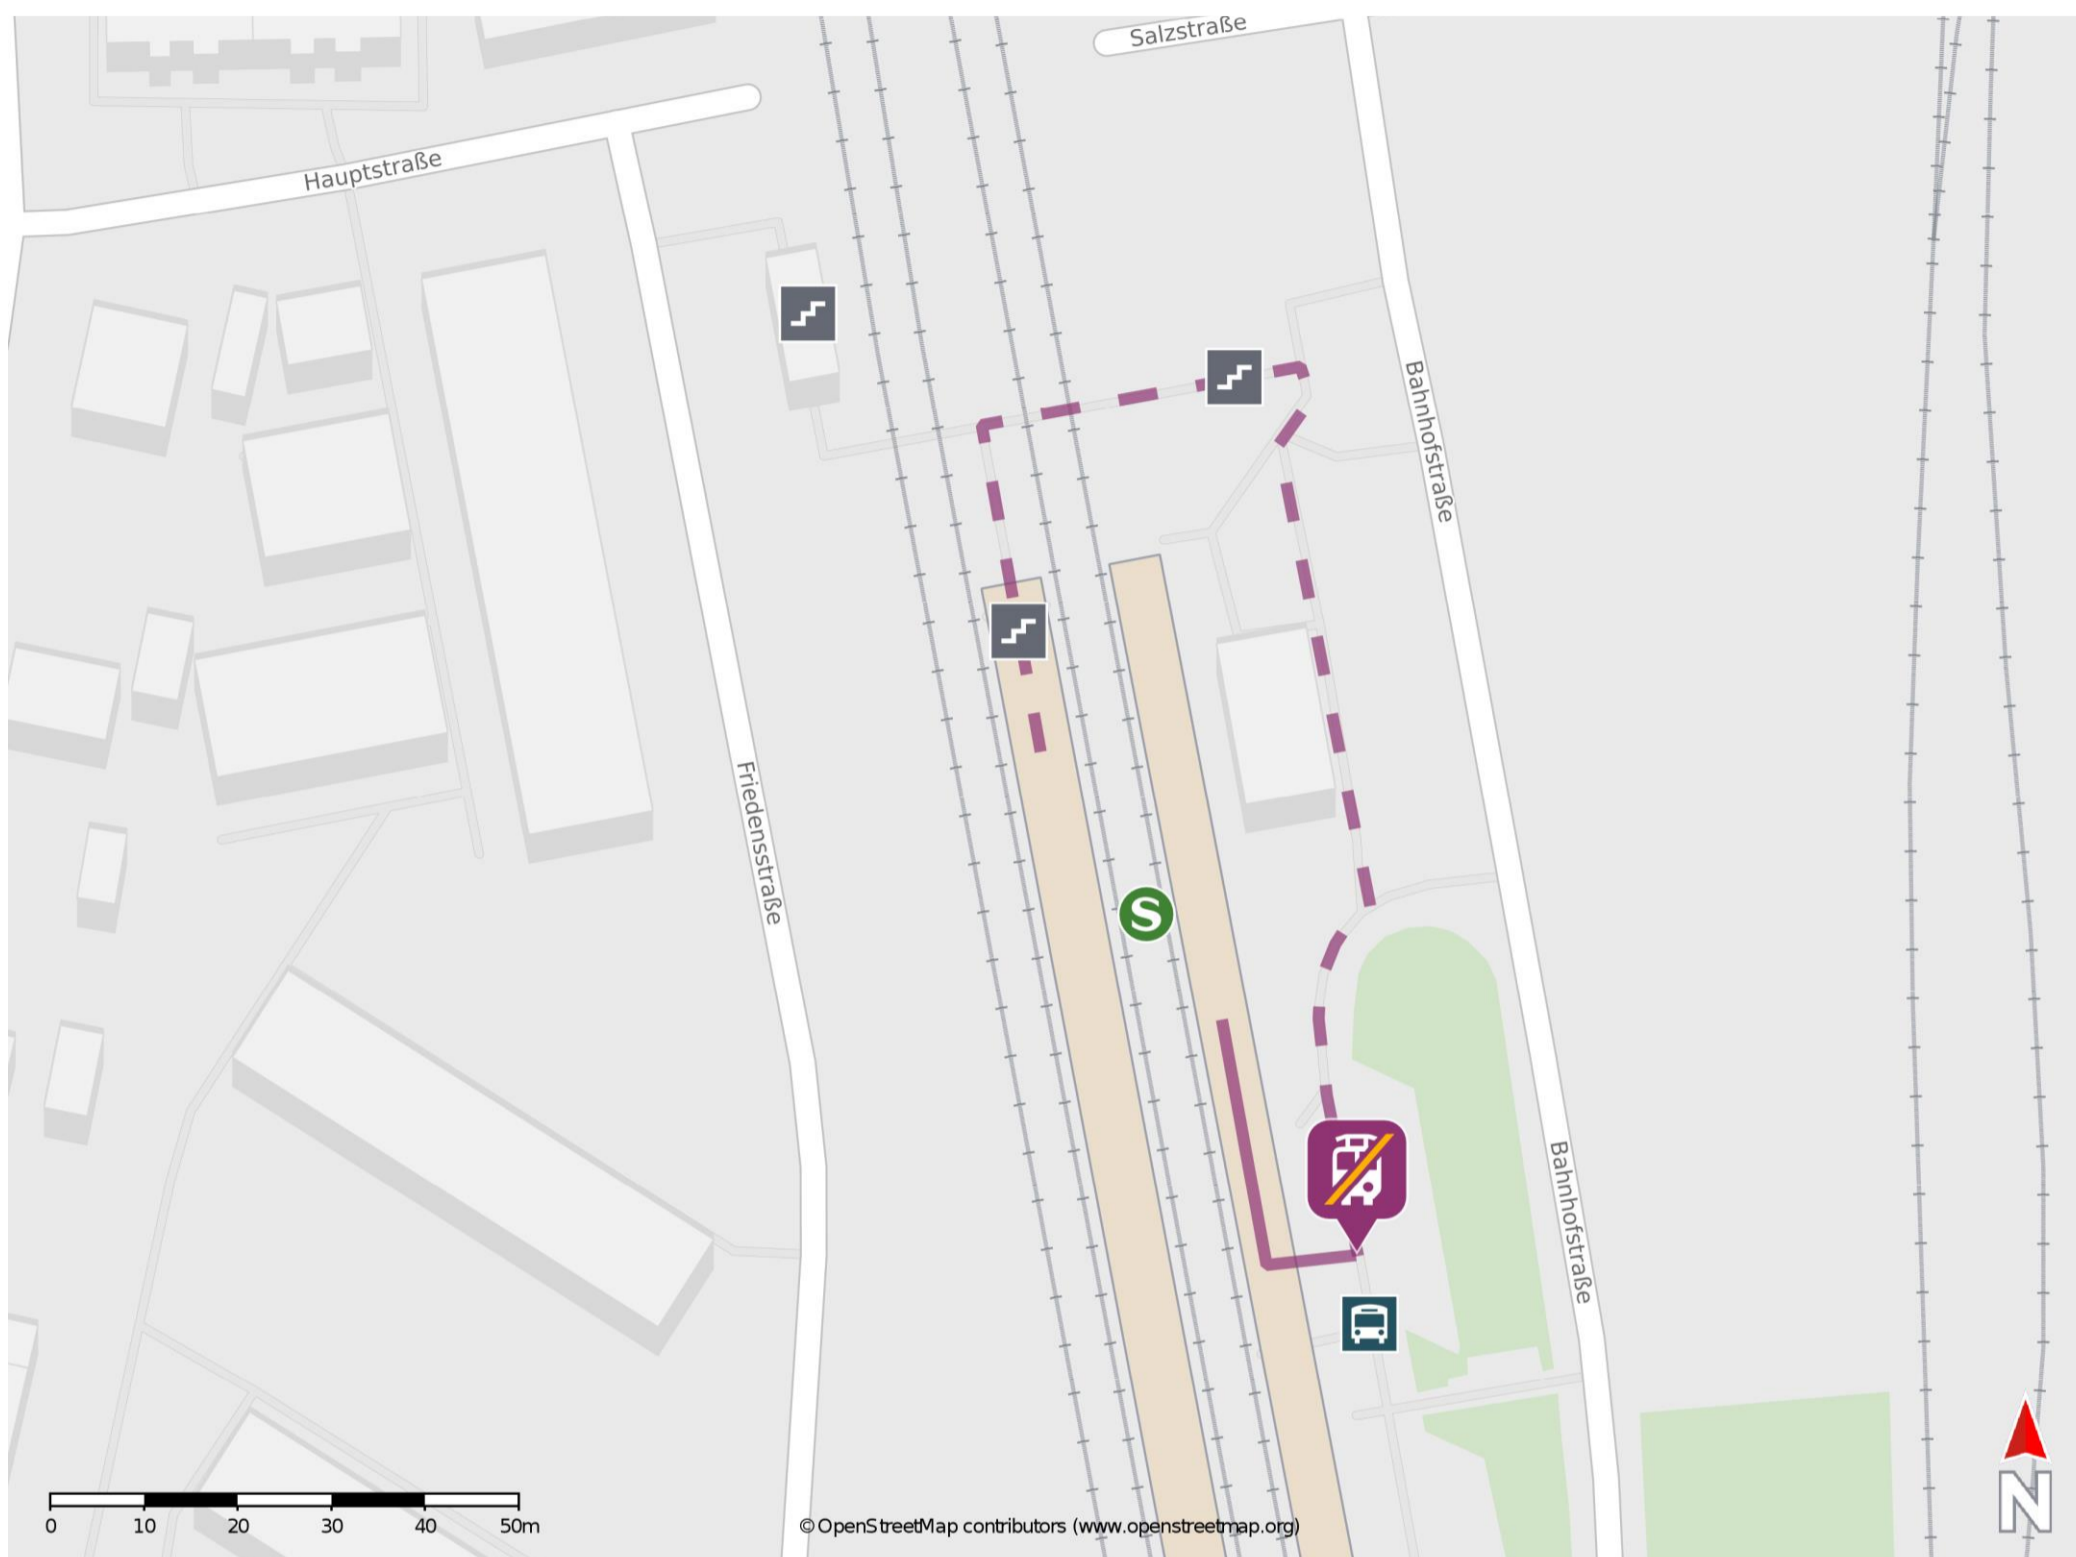 Salzstraße
Hauptstraße
Bahnhofstraße
Friedensstraße
S
Bahnhofstraße
0 10 20 30 40 50m
© OpenStreetMap contributors (www.openstreetmap.org)
N